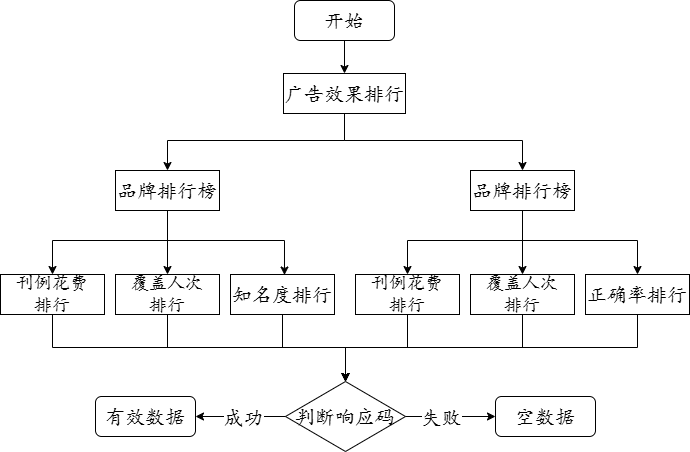 开始
广告效果排行
品牌排行榜
品牌排行榜
刊例花费
排行
覆盖人次
排行
知名度排行
刊例花费
排行
覆盖人次
排行
正确率排行
有效数据
成功
判断响应码
失败
空数据